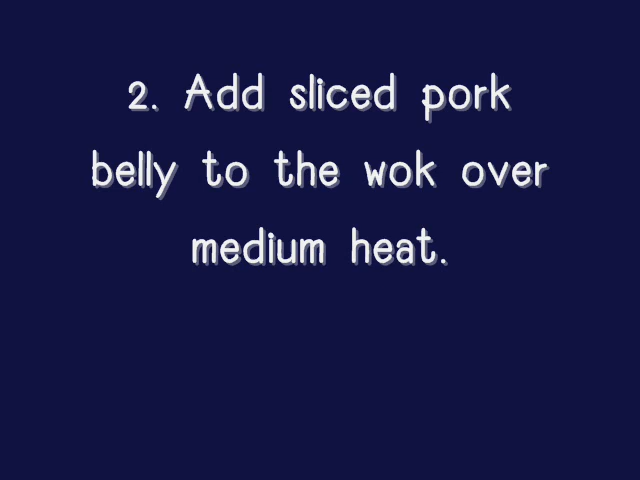 2. Add sliced pork
belly to the wok over
medium heat.